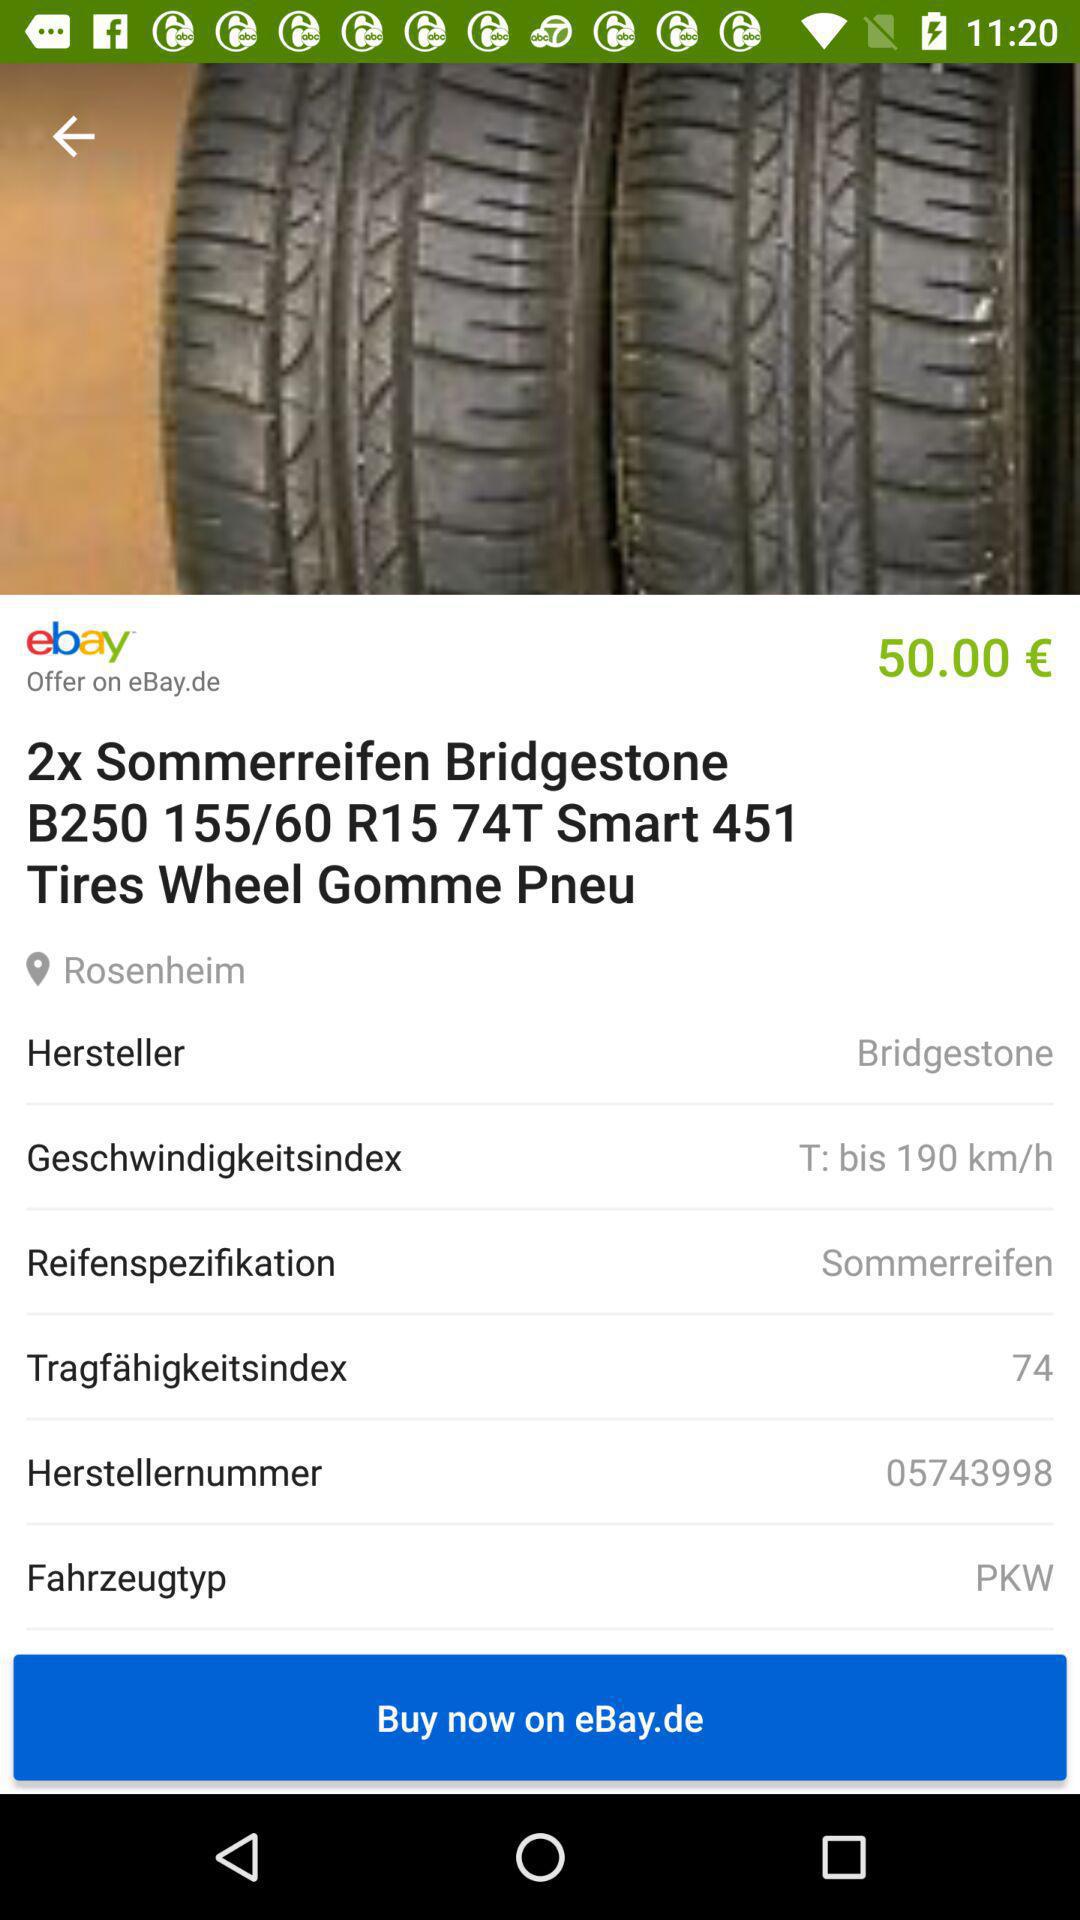 11:20
ebay
50.00 €
Offer on eBay.de
2x Sommerreifen Bridgestone
B250 155/60 R15 74T Smart 451
Tires Wheel Gomme Pneu
Rosenheim
Hersteller Bridgestone
Geschwindigkeitsindex T: bis 190 km/h
Reifenspezifikation Sommerreifen
Tragfähigkeitsindex 74
Herstellernummer 05743998
Fahrzeugtyp PKW
Buy now on eBay.de